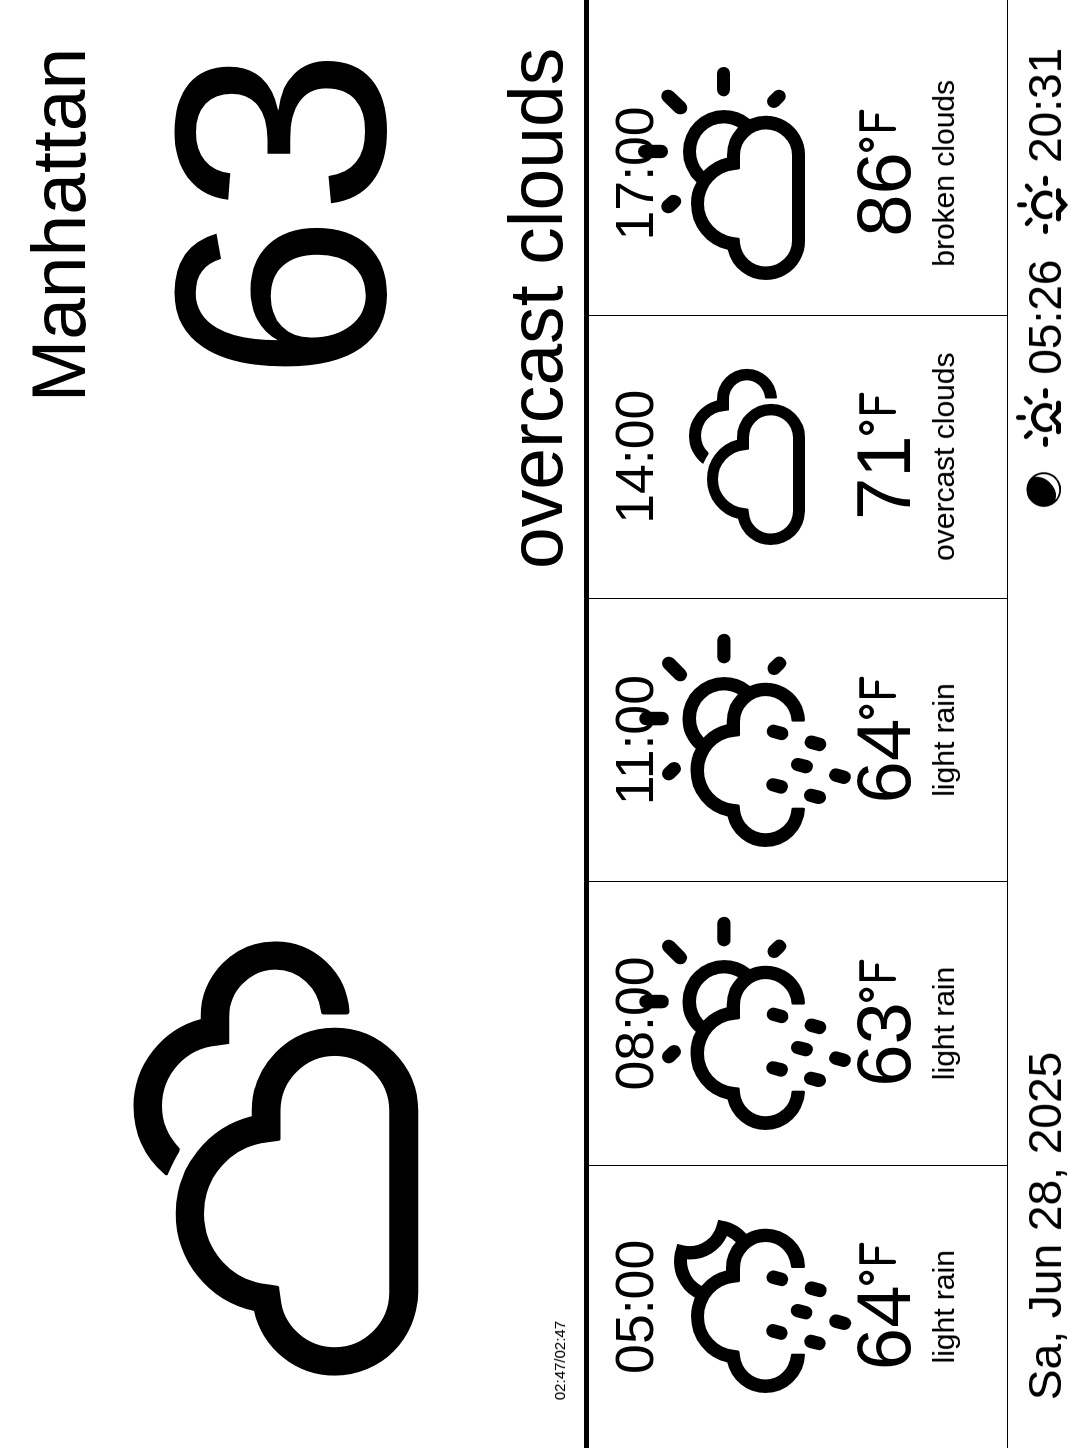 Manhattan
63
overcast clouds
02:47/02:47
05:00
64°F
light rain
08:00
63°F
light rain
11:00
64°F
light rain
14:00
71°F
overcast clouds
17:00
86°F
broken clouds
Sa, Jun 28, 2025
05:26
20:31